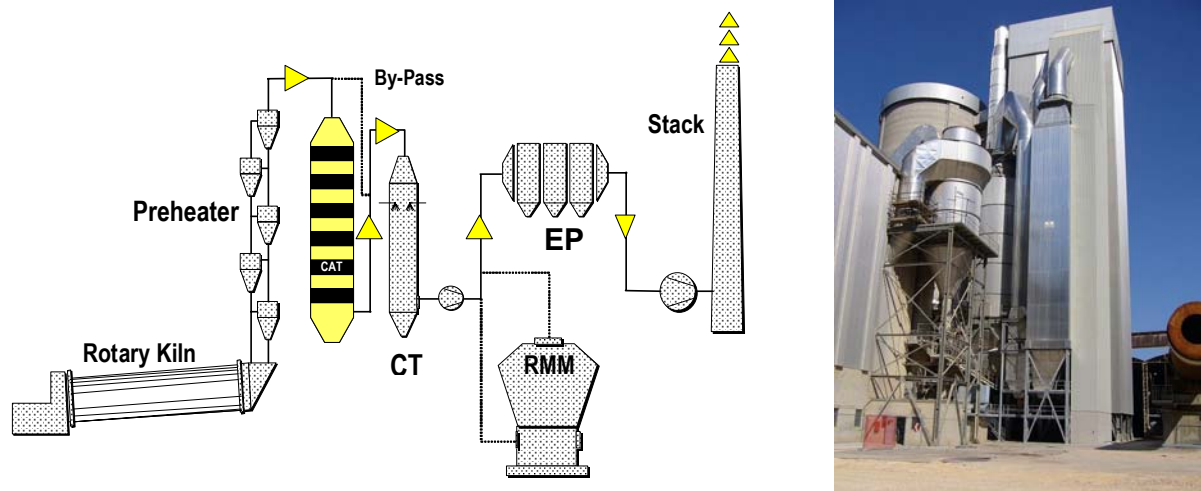 By-Pass
Stack
Preheater
EP
CAT
Rotary Kiln
CT
RMM